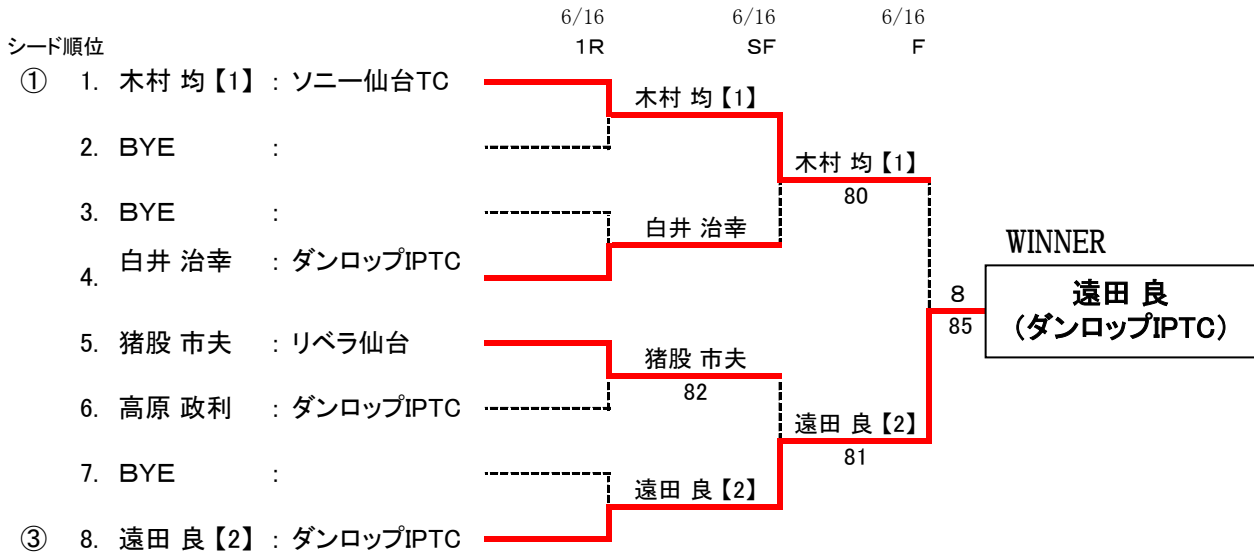 6/16 6/16 6/16
シード順位 1R SF F
① 1. 木村 均【1】 : ソニー仙台TC
木村 均【1】
2. BYE :
木村 均【1】
80
3. BYE :
白井 治幸
WINNER
4. 白井 治幸 : ダンロップIPTC
8
遠田 良
85
(ダンロップIPTC)
5. 猪股 市夫 : リベラ仙台
猪股 市夫
82
6. 高原 政利 : ダンロップIPTC
遠田 良【2】
81
7. BYE :
遠田 良【2】
③ 8. 遠田 良【2】 : ダンロップIPTC